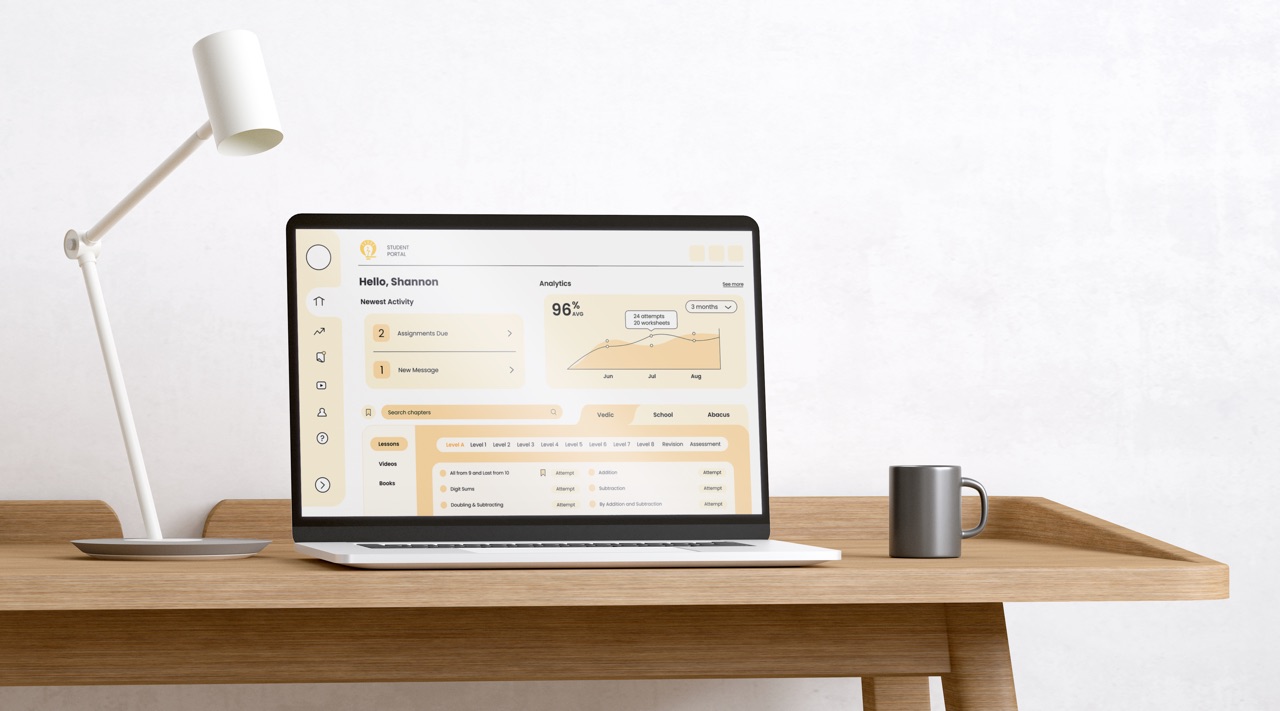 STUDENT
PORTAL
Hello, Shannon
Newest Activity
2 Assignments Due
1 New Message
Analytics
See more
96%
AVG
3 months
24 attempts
20 worksheets
Jun Jul Aug
Search chapters
Vedic School Abacus
Lessons
Videos
Books
Level A Level 1 Level 2 Level 3 Level 4 Level 5 Level 6 Level 7 Level 8 Revision Assessment
All from 9 and Last from 10 Attempt Addition Attempt
Digit Sums Attempt Subtraction Attempt
Doubling & Subtracting Attempt By Addition and Subtraction Attempt